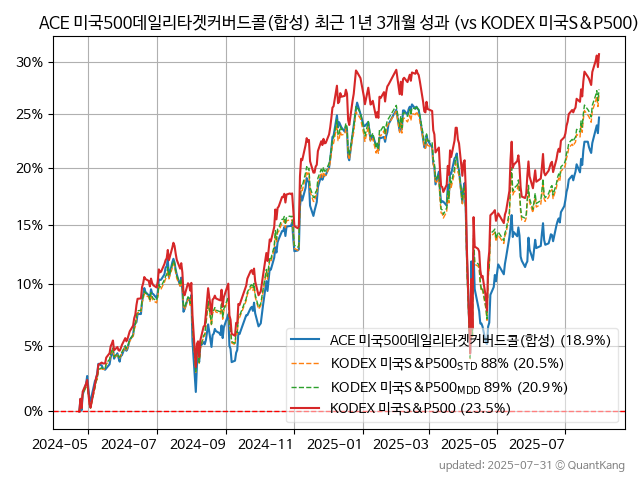 ACE 미국500데일리타겟커버드콜(합성) 최근 1년 3개월 성과 (vs KODEX 미국S&P500)
30%
25%
20%
15%
10%
5%
0%
ACE 미국500데일리타겟커버드콜(합성) (18.9%)
KODEX 미국S&P500STD 88% (20.5%)
KODEX 미국S&P500MDD 89% (20.9%)
KODEX 미국S&P500 (23.5%)
2024-05 2024-07 2024-09 2024-11 2025-01 2025-03 2025-05 2025-07
updated: 2025-07-31 © QuantKang